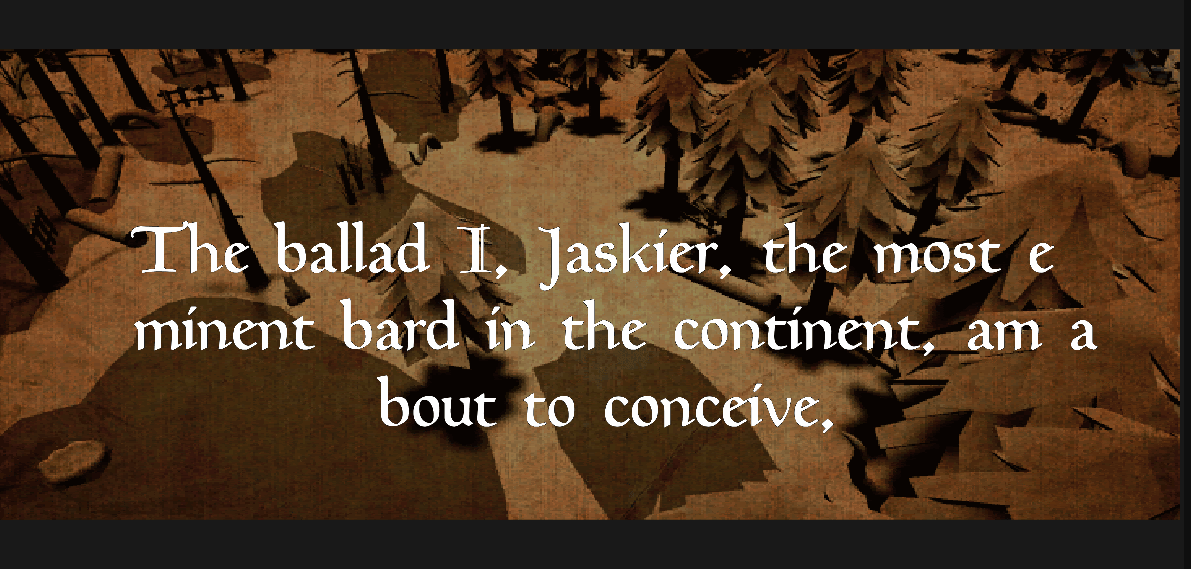 The ballad I, Jaskier, the most e
minent bard in the continent, am a
bout to conceive,